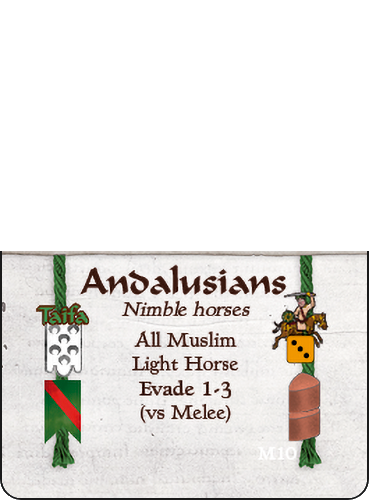 Andalusians
Nimble horses
Taifa
All Muslim
Light Horse
Evade 1-3
(vs Melee)
M10